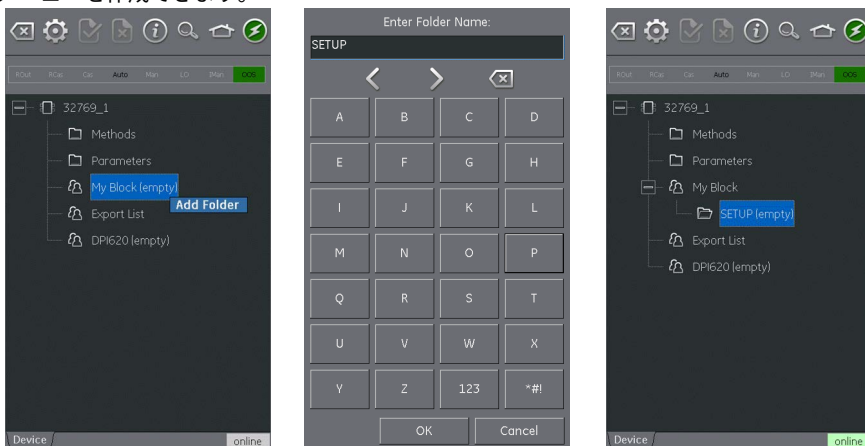 を作成できます。
ROut RCas Cas Auto Man LO IMan OOS
32769_1
Methods
Parameters
My Block (empty)
Add Folder
Export List
DPI620 (empty)
Device
online
Enter Folder Name:
SETUP
A B C D
E F G H
I J K L
M N O P
Q R S T
U V W X
Y Z 123 *#!
OK Cancel
ROut RCas Cas Auto Man LO IMan OOS
32769_1
Methods
Parameters
My Block
SETUP (empty)
Export List
DPI620 (empty)
Device
online